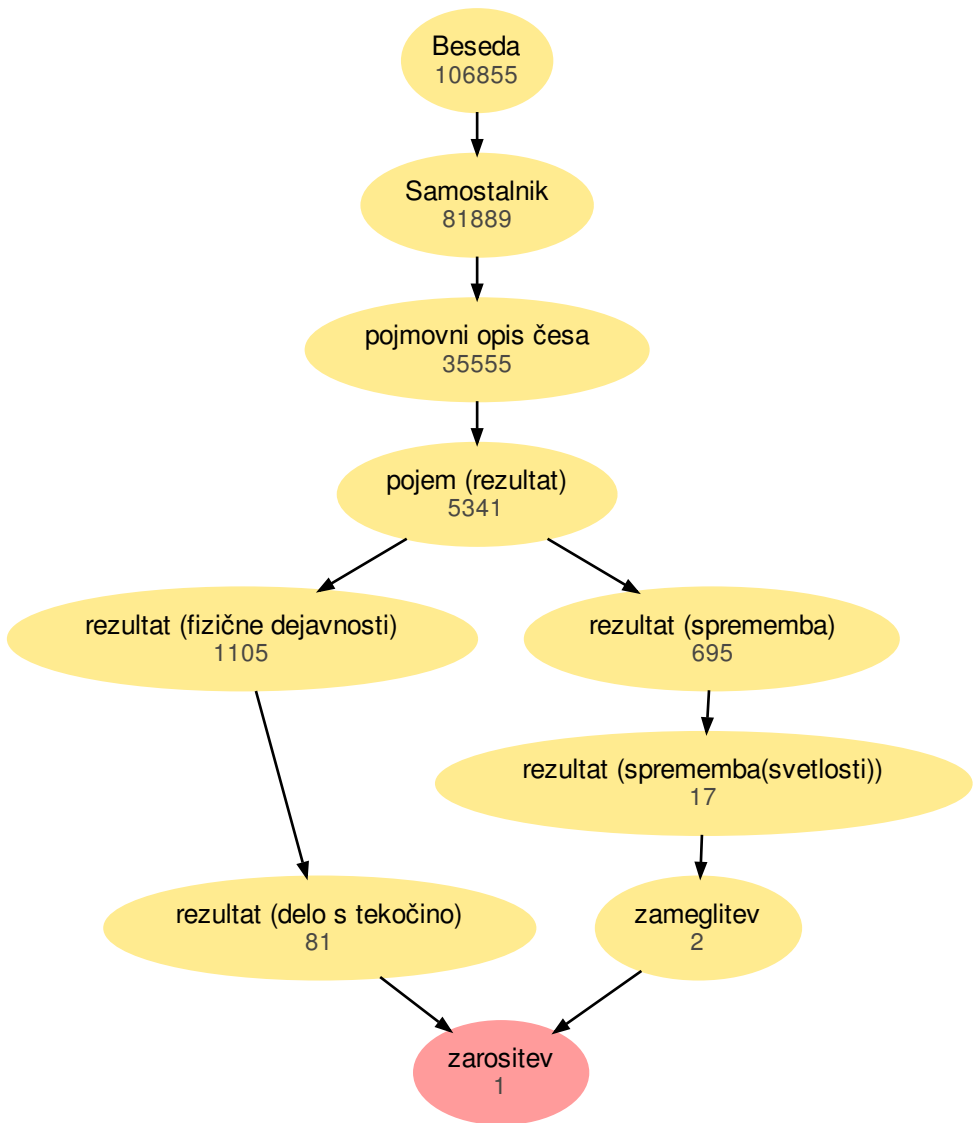 Beseda
106855
Samostalnik
81889
pojmovni opis česa
35555
pojem (rezultat)
5341
rezultat (fizične dejavnosti)
1105
rezultat (sprememba)
695
rezultat (sprememba(svetlosti))
17
rezultat (delo s tekočino)
81
zameglitev
2
zarositev
1